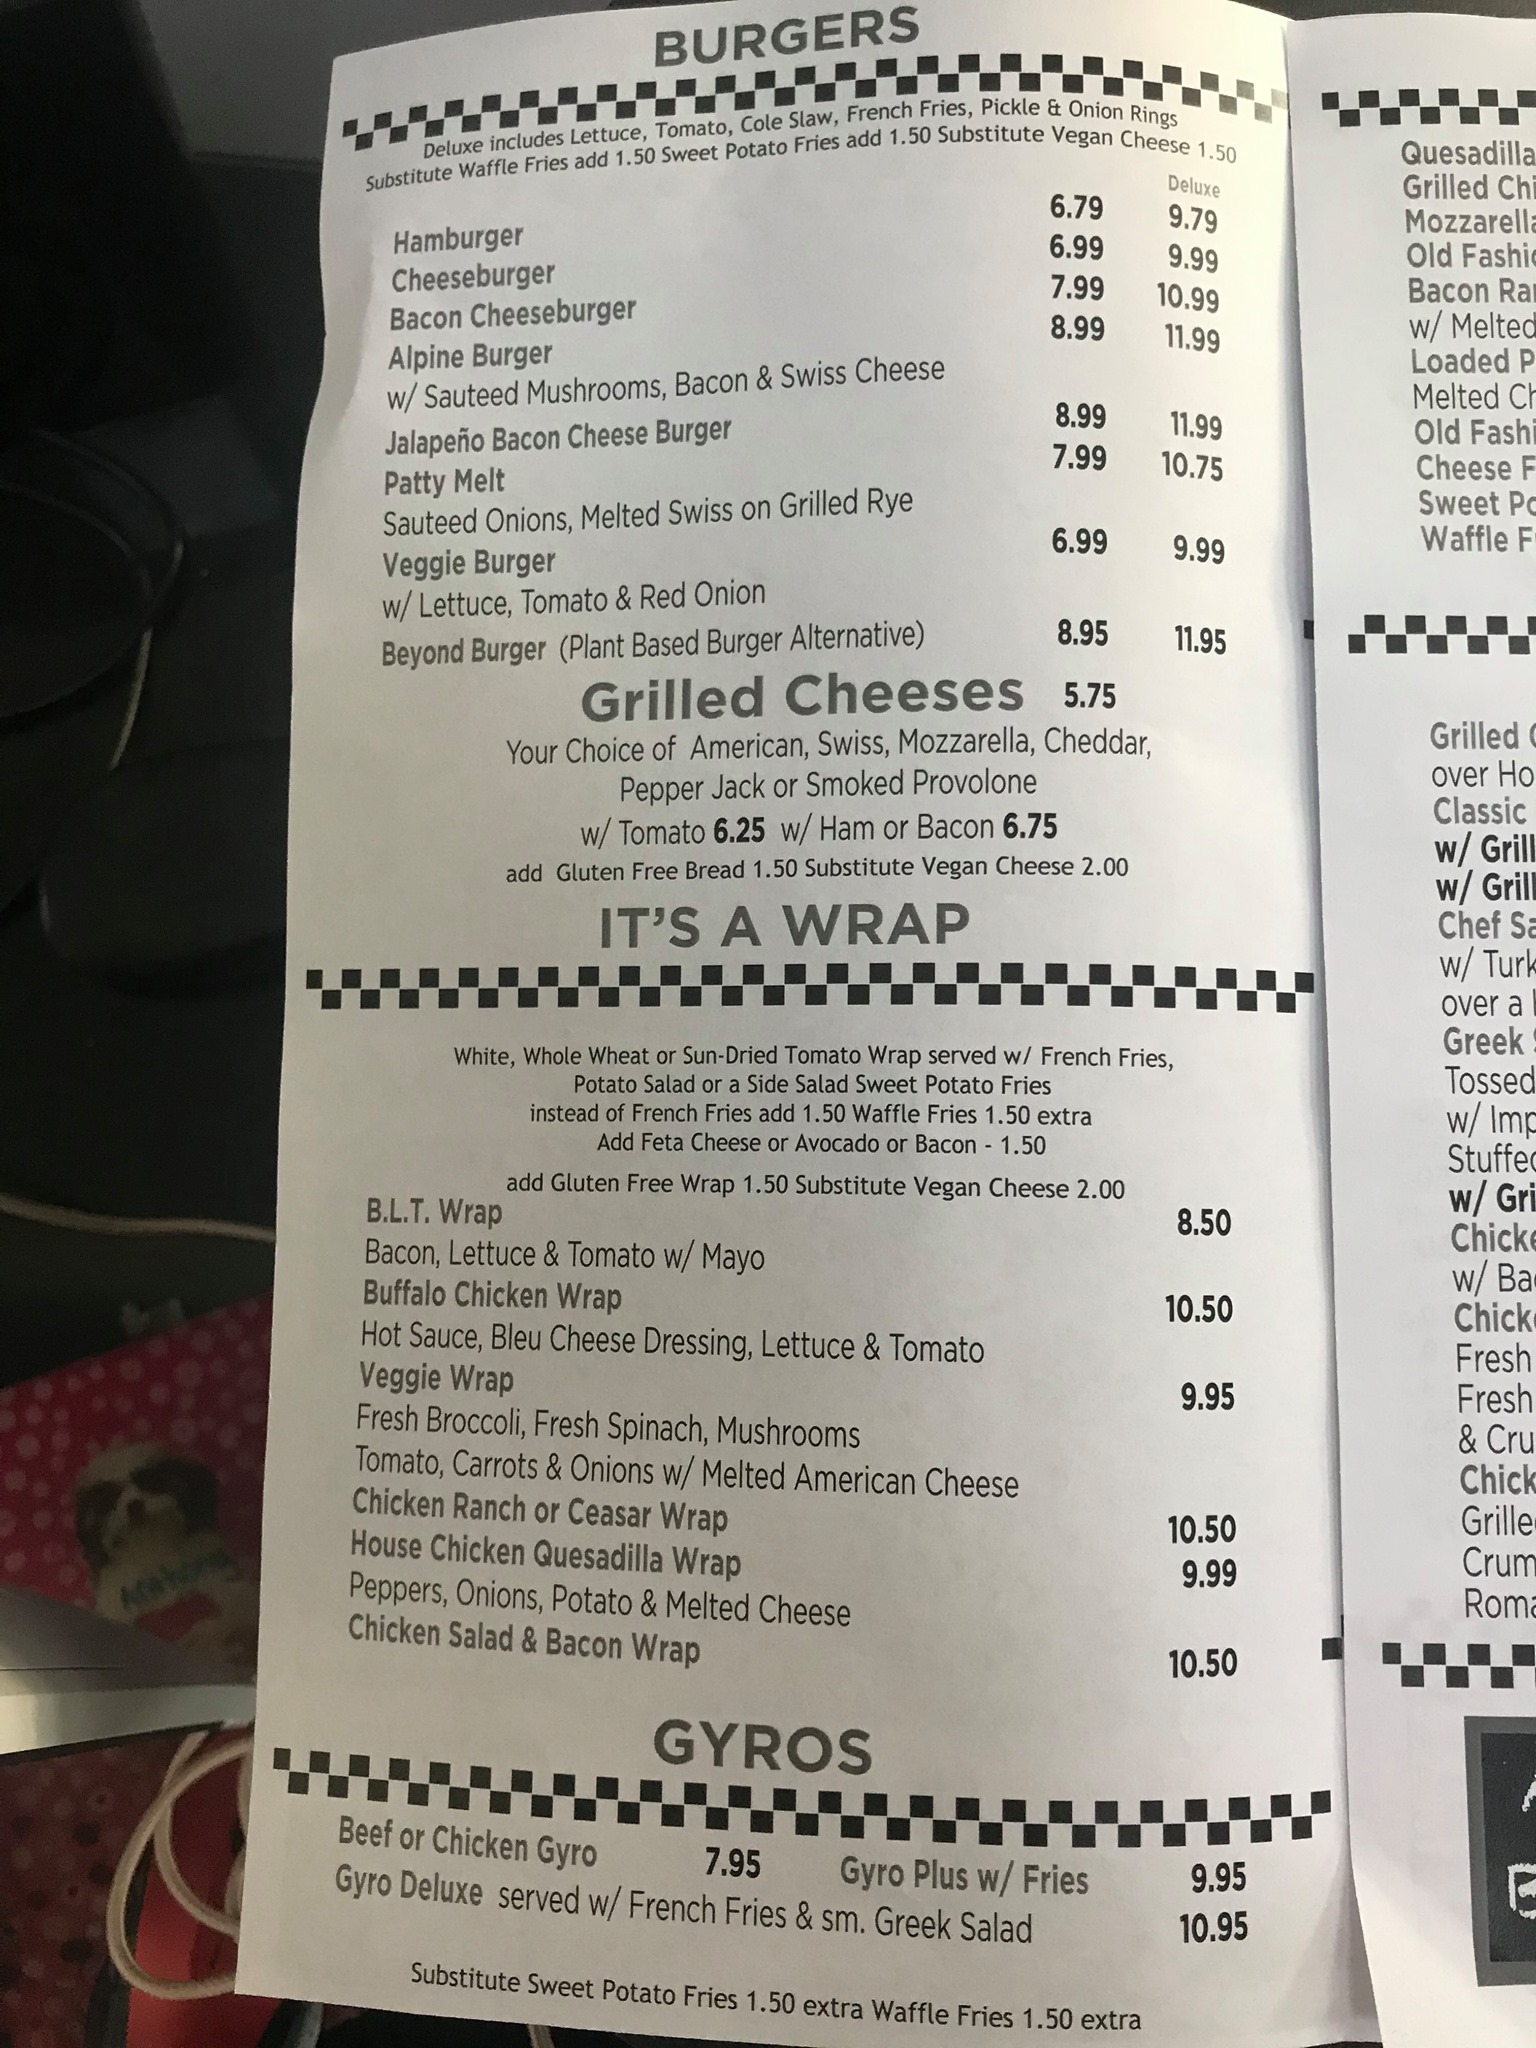 BURGERS
Deluxe includes Lettuce, Tomato, Cole Slaw, French Fries, Pickle & Onion Rings
Substitute Waffle Fries add 1.50 Sweet Potato Fries add 1.50 Substitute Vegan Cheese 1.50
Deluxe
Hamburger 6.79 9.79
Cheeseburger 6.99 9.99
Bacon Cheeseburger 7.99 10.99
Alpine Burger 8.99 11.99
w/ Sauteed Mushrooms, Bacon & Swiss Cheese
Jalapeño Bacon Cheese Burger 8.99 11.99
Patty Melt 7.99 10.75
Sauteed Onions, Melted Swiss on Grilled Rye
Veggie Burger 6.99 9.99
w/ Lettuce, Tomato & Red Onion
Beyond Burger (Plant Based Burger Alternative) 8.95 11.95
Grilled Cheeses 5.75
Your Choice of American, Swiss, Mozzarella, Cheddar,
Pepper Jack or Smoked Provolone
w/ Tomato 6.25 w/ Ham or Bacon 6.75
add Gluten Free Bread 1.50 Substitute Vegan Cheese 2.00
IT'S A WRAP
White, Whole Wheat or Sun-Dried Tomato Wrap served w/ French Fries,
Potato Salad or a Side Salad Sweet Potato Fries
instead of French Fries add 1.50 Waffle Fries 1.50 extra
Add Feta Cheese or Avocado or Bacon - 1.50
add Gluten Free Wrap 1.50 Substitute Vegan Cheese 2.00
B.L.T. Wrap 8.50
Bacon, Lettuce & Tomato w/ Mayo
Buffalo Chicken Wrap 10.50
Hot Sauce, Bleu Cheese Dressing, Lettuce & Tomato
Veggie Wrap 9.95
Fresh Broccoli, Fresh Spinach, Mushrooms
Tomato, Carrots & Onions w/ Melted American Cheese
Chicken Ranch or Ceasar Wrap 10.50
House Chicken Quesadilla Wrap 9.99
Peppers, Onions, Potato & Melted Cheese
Chicken Salad & Bacon Wrap 10.50
GYROS
Beef or Chicken Gyro 7.95 Gyro Plus w/ Fries 9.95
Gyro Deluxe served w/ French Fries & sm. Greek Salad 10.95
Substitute Sweet Potato Fries 1.50 extra Waffle Fries 1.50 extra
Quesadilla
Grilled
Mozzarella
Old
Bacon
w/ Melted
Loaded
Melted
Old
Cheese
Sweet
Waffle
Grilled
over
Classic
w/
w/
Chef
w/
over a
Greek
Tossed
w/
w/
w/
Fresh
Fresh
&